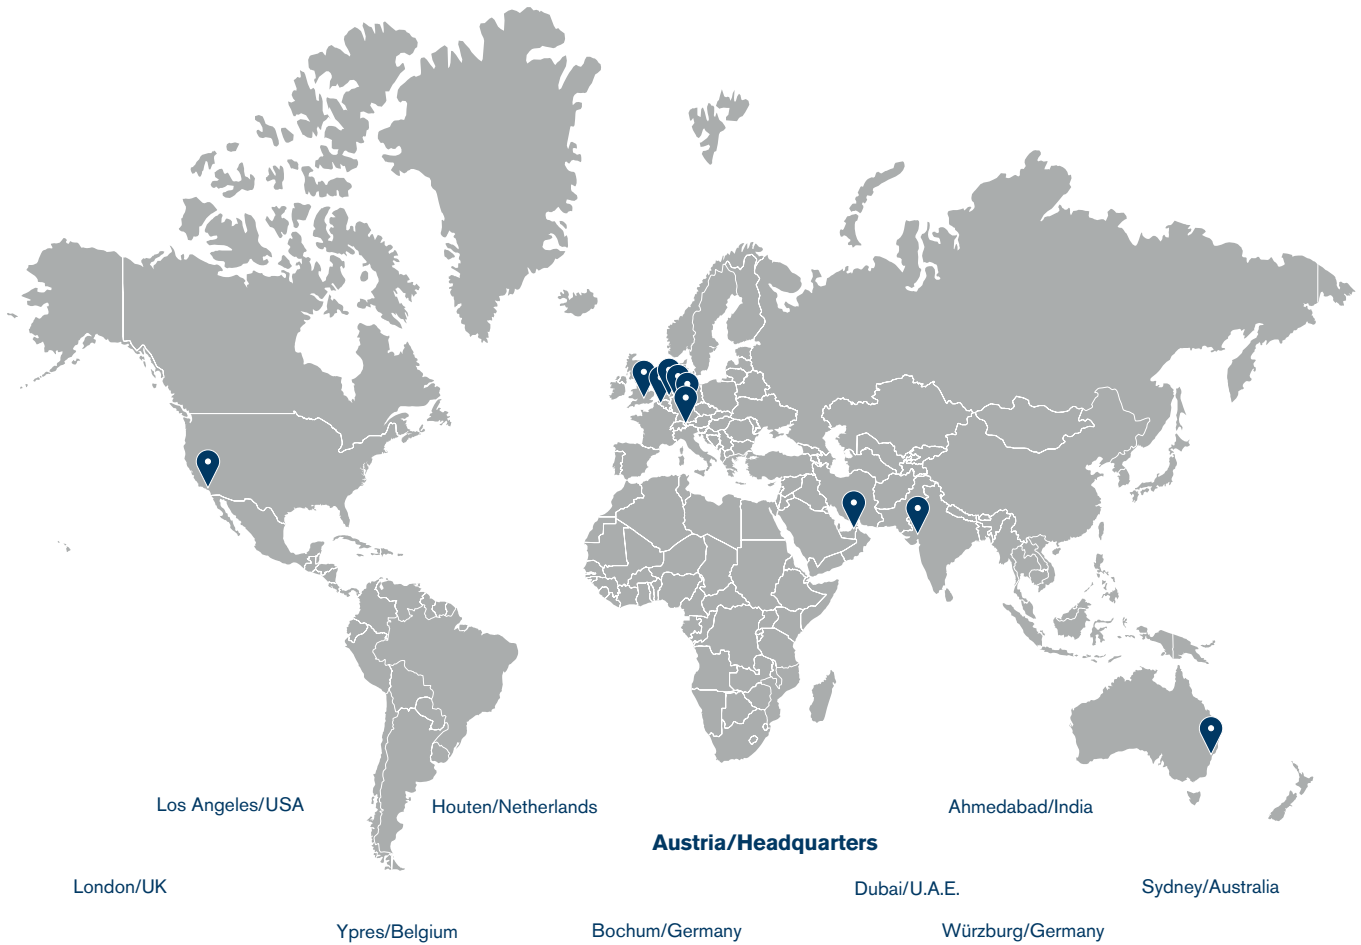 Los Angeles/USA
Houten/Netherlands
Ahmedabad/India
Austria/Headquarters
London/UK
Dubai/U.A.E.
Sydney/Australia
Ypres/Belgium
Bochum/Germany
Würzburg/Germany